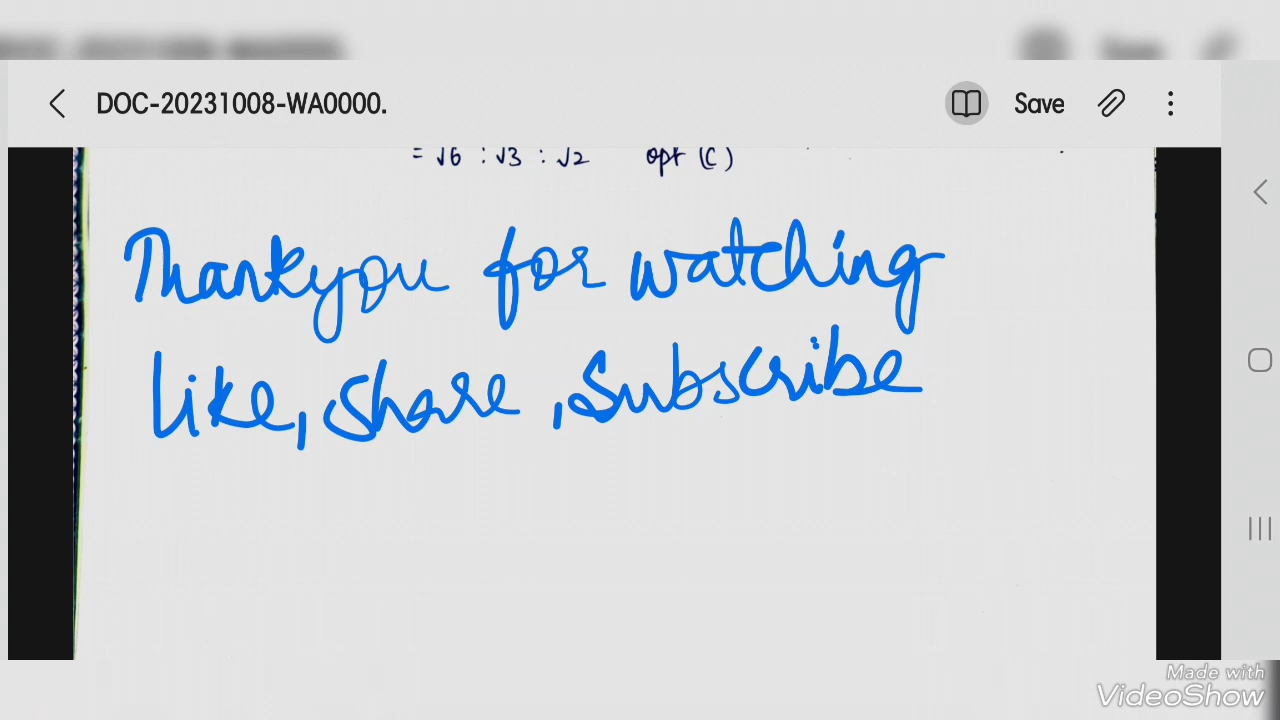 DOC-20231008-WA0000.
Save
= √6 : √3 : √2 opt (C)
Thankyou for watching
like, share, subscribe
Made with
VideoShow